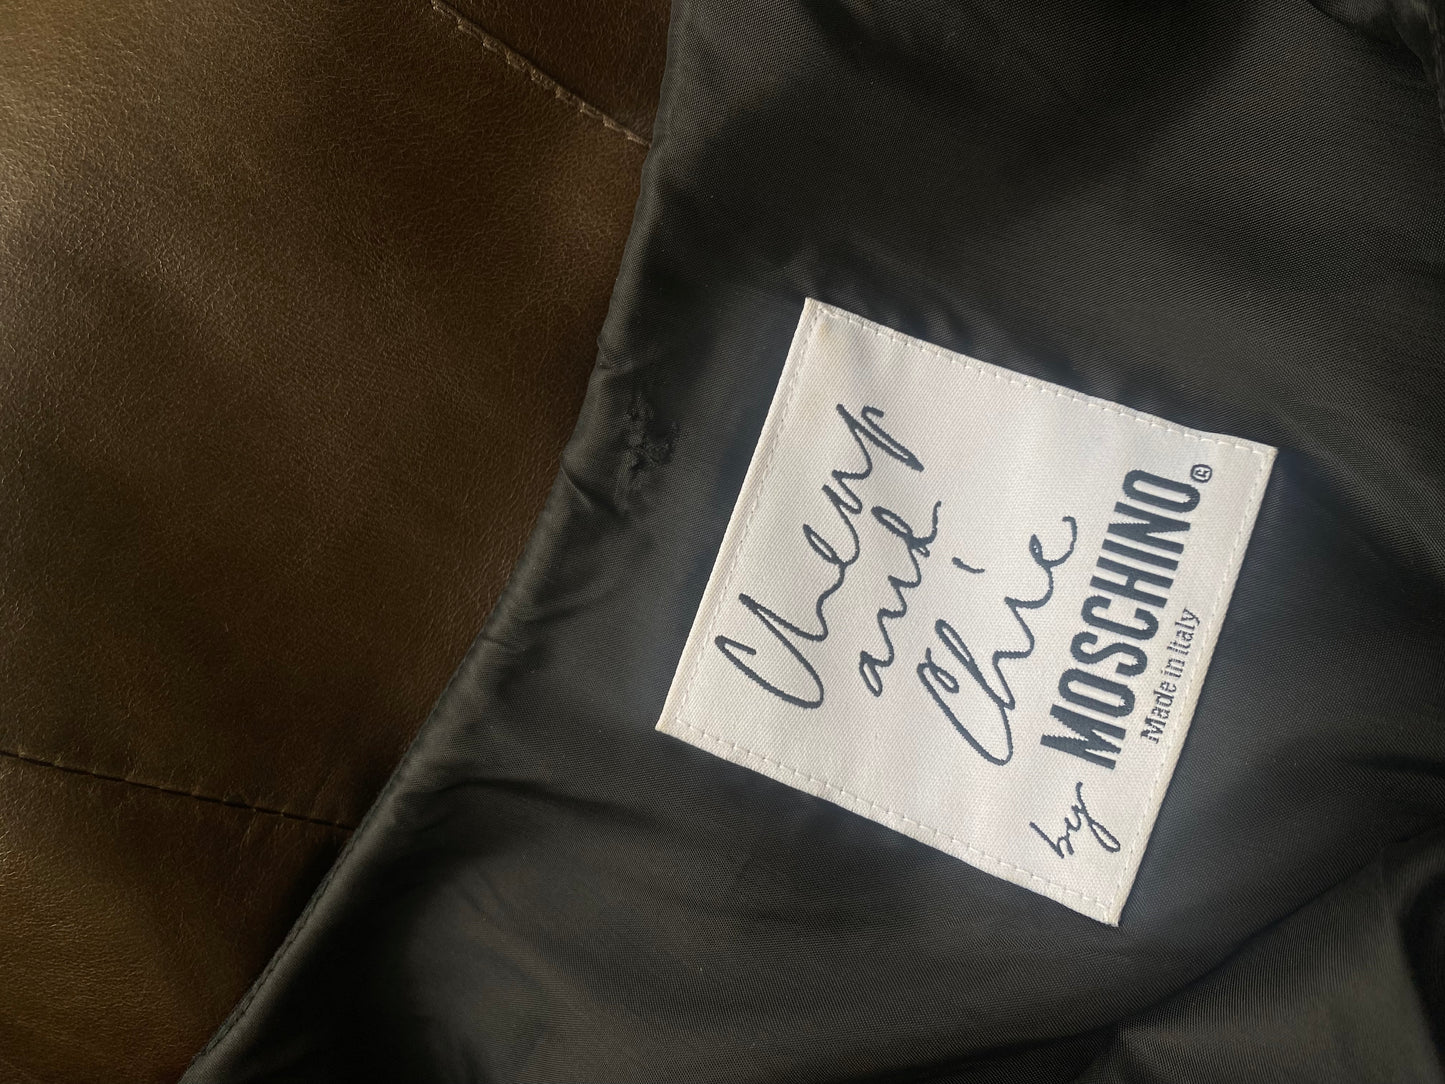 Cheap
and
Chic
by MOSCHINO®
Made in Italy